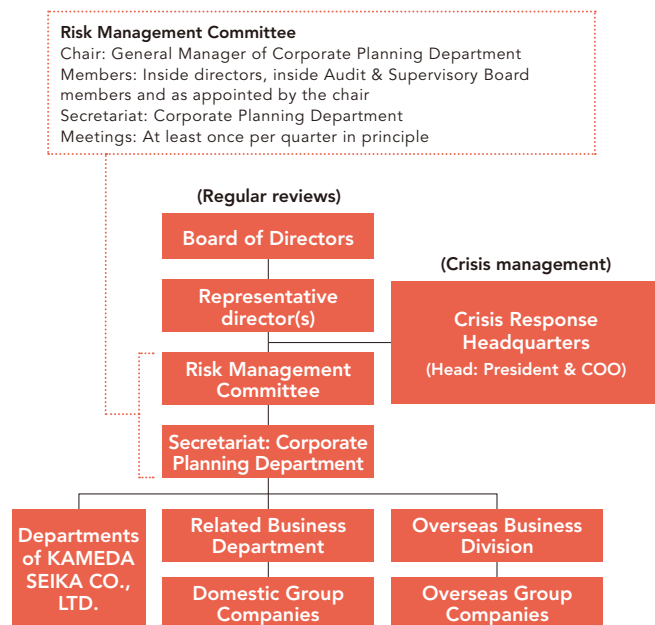 Risk Management Committee
Chair: General Manager of Corporate Planning Department
Members: Inside directors, inside Audit & Supervisory Board
members and as appointed by the chair
Secretariat: Corporate Planning Department
Meetings: At least once per quarter in principle
(Regular reviews)
Board of Directors
Representative
director(s)
(Crisis management)
Crisis Response
Headquarters
(Head: President & COO)
Risk Management
Committee
Secretariat: Corporate
Planning Department
Departments
of KAMEDA
SEIKA CO.,
LTD.
Related Business
Department
Domestic Group
Companies
Overseas Business
Division
Overseas Group
Companies